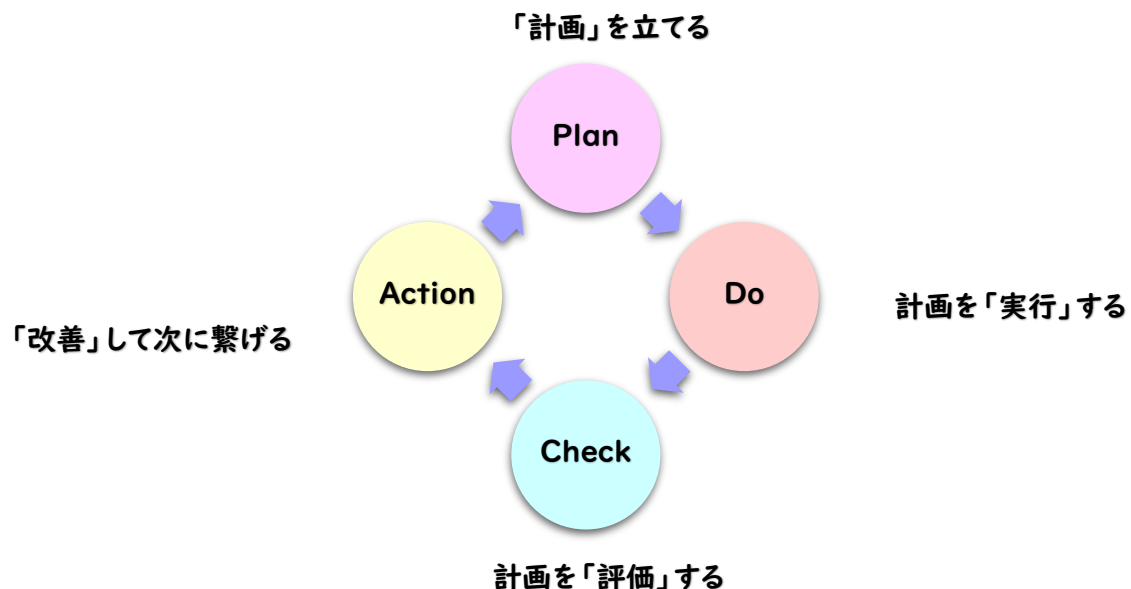 「計画」を立てる
Plan
Do
計画を「実行」する
Action
「改善」して次に繋げる
Check
計画を「評価」する